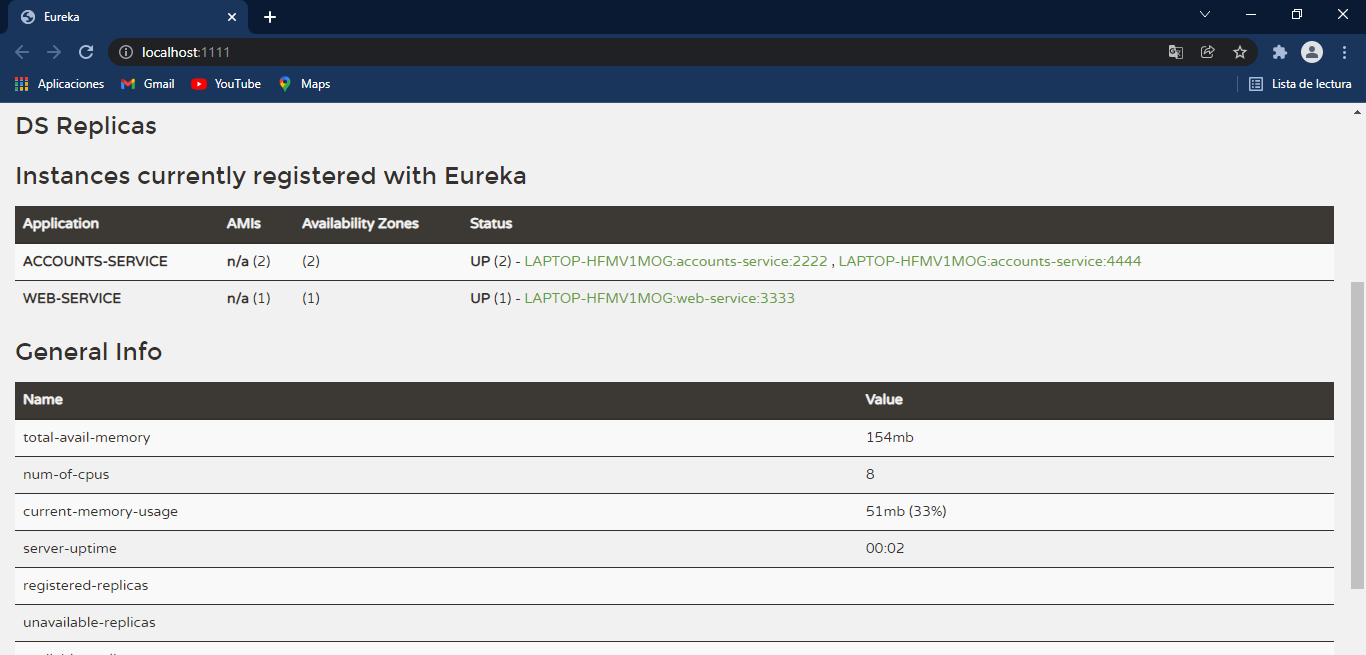 Eureka
localhost:1111
Aplicaciones Gmail YouTube Maps Lista de lectura
DS Replicas
Instances currently registered with Eureka
Application AMIs Availability Zones Status
ACCOUNTS-SERVICE n/a (2) (2) UP (2) - LAPTOP-HFMV1MOG:accounts-service:2222 , LAPTOP-HFMV1MOG:accounts-service:4444
WEB-SERVICE n/a (1) (1) UP (1) - LAPTOP-HFMV1MOG:web-service:3333
General Info
Name Value
total-avail-memory 154mb
num-of-cpus 8
current-memory-usage 51mb (33%)
server-uptime 00:02
registered-replicas
unavailable-replicas